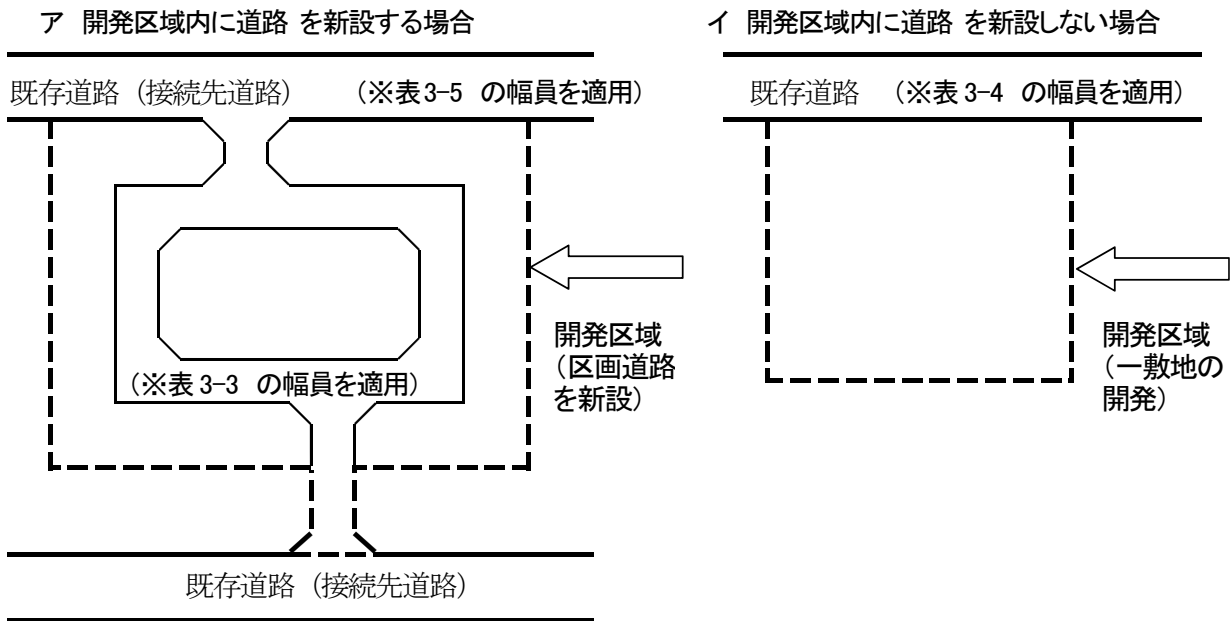 ア 開発区域内に道路 を新設する場合
既存道路（接続先道路） （※表3-5 の幅員を適用）
（※表3-3 の幅員を適用）
開発区域
（区画道路
を新設）
既存道路（接続先道路）
イ 開発区域内に道路 を新設しない場合
既存道路 （※表3-4 の幅員を適用）
開発区域
（一敷地の
開発）